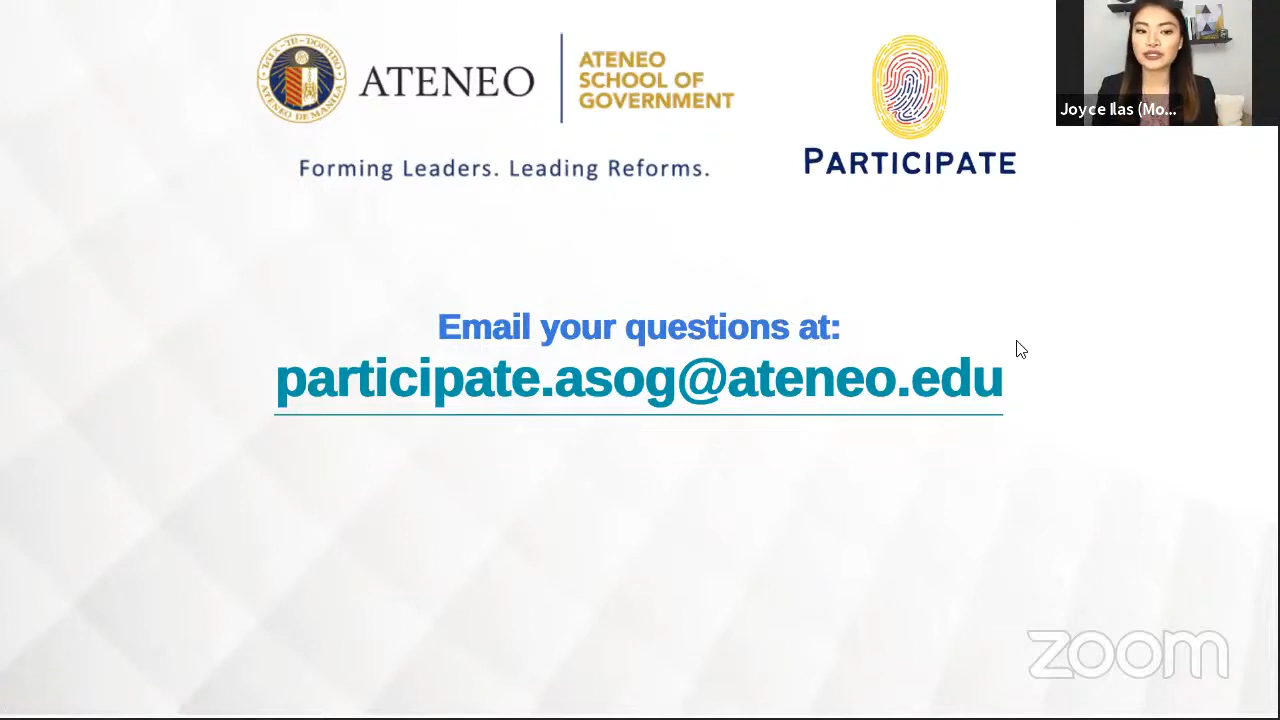 ATENEO
ATENEO
SCHOOL OF
GOVERNMENT
Forming Leaders. Leading Reforms.
PARTICIPATE
Joyce Ilas (Mo...
Email your questions at:
participate.asog@ateneo.edu
zoom